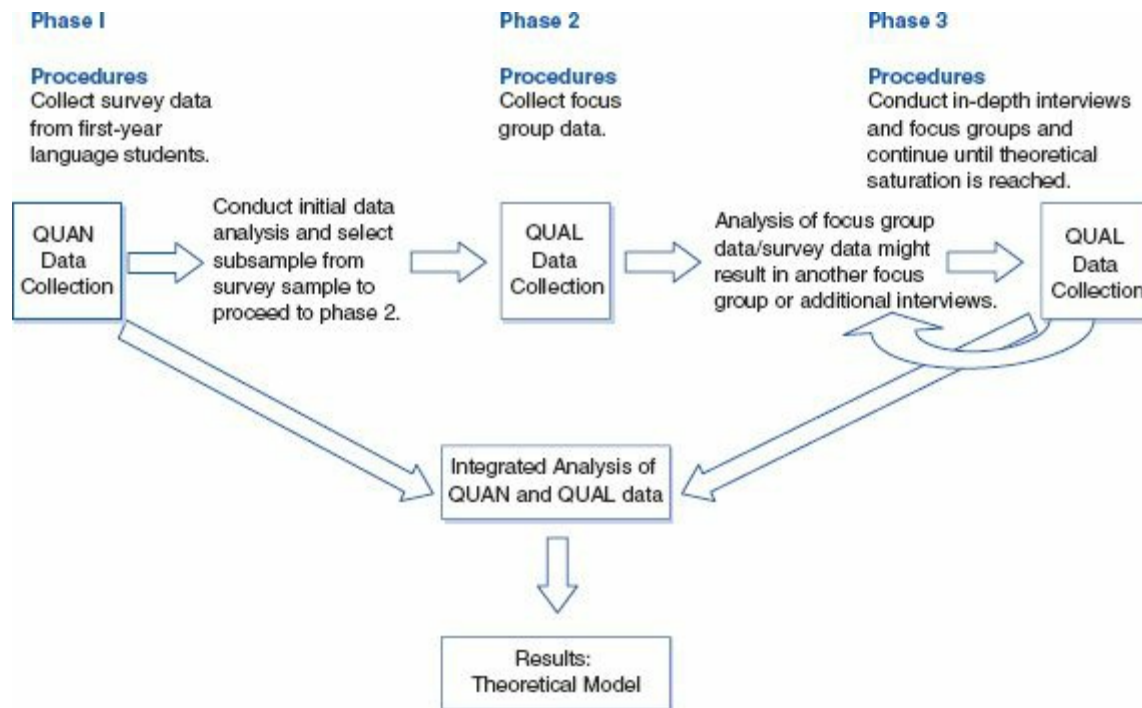 Phase I
Procedures
Collect survey data
from first-year
language students.
Phase 2
Procedures
Collect focus
group data.
Phase 3
Procedures
Conduct in-depth interviews
and focus groups and
continue until theoretical
saturation is reached.
QUAN
Data
Collection
Conduct initial data
analysis and select
subsample from
survey sample to
proceed to phase 2.
QUAL
Data
Collection
Analysis of focus group
data/survey data might
result in another focus
group or additional interviews.
QUAL
Data
Collection
Integrated Analysis of
QUAN and QUAL data
Results:
Theoretical Model